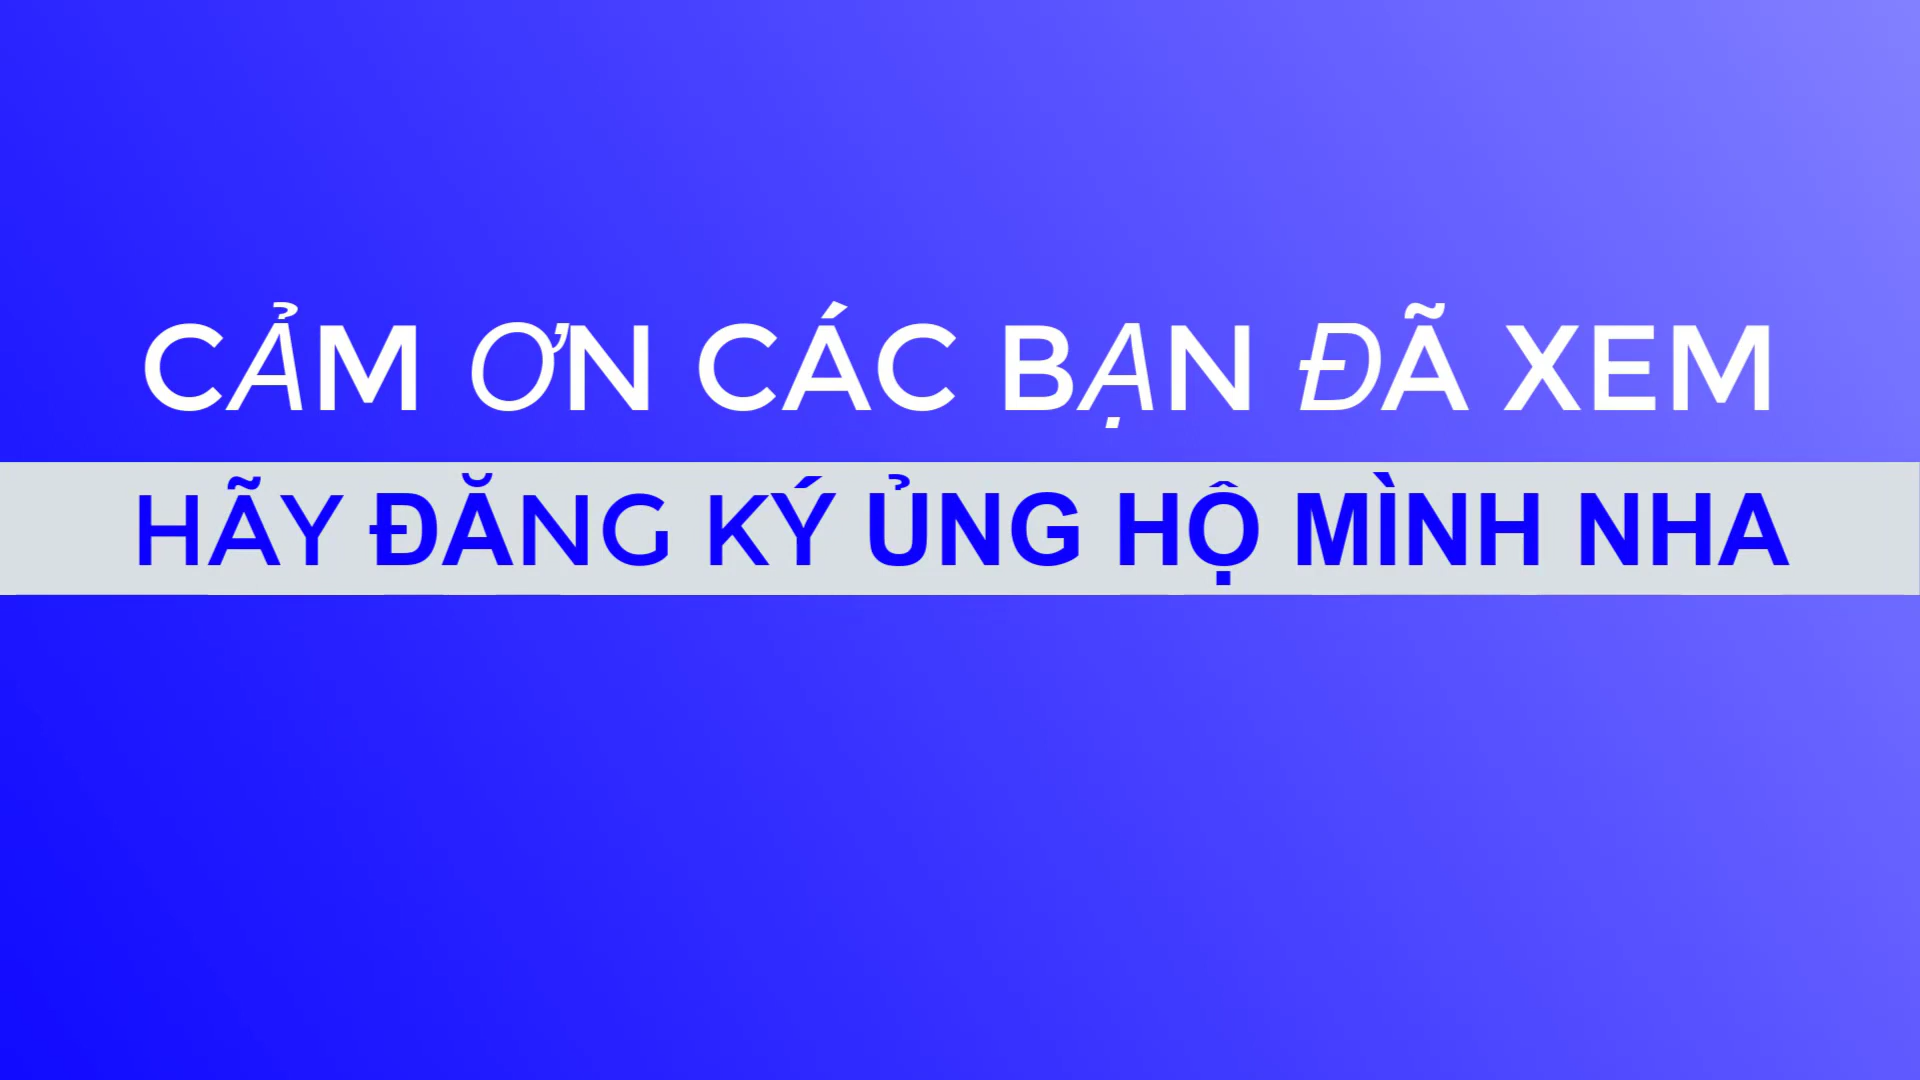 CẢM ƠN CÁC BẠN ĐÃ XEM
HÃY ĐĂNG KÝ ỦNG HỘ MÌNH NHA